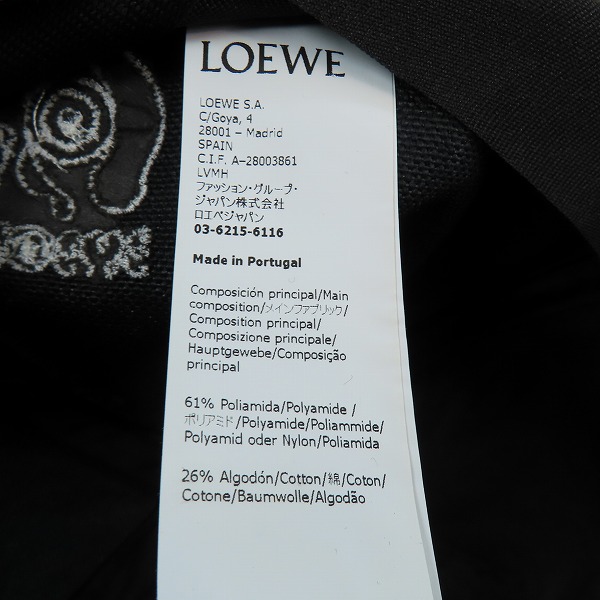 LOEWE
LOEWE S.A.
C/Goya, 4
28001 – Madrid
SPAIN
C.I.F. A–28003861
LVMH
ファッション・グループ・
ジャパン株式会社
ロエベジャパン
03-6215-6116
Made in Portugal
Composición principal/Main
composition/メインファブリック/
Composition principal/
Composizione principale/
Hauptgewebe/Composição
principal
61% Poliamida/Polyamide /
ポリアミド/Polyamide/Poliammide/
Polyamid oder Nylon/Poliamida
26% Algodón/Cotton/綿/Coton/
Cotone/Baumwolle/Algodão